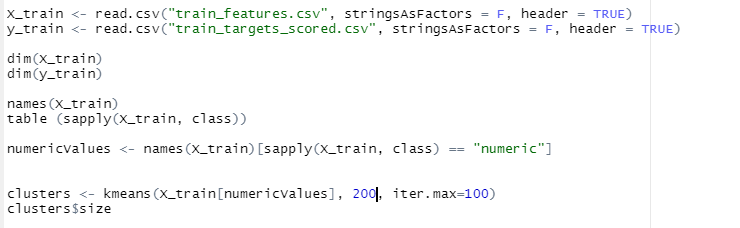 X_train <- read.csv("train_features.csv", stringsAsFactors = F, header = TRUE)
y_train <- read.csv("train_targets_scored.csv", stringsAsFactors = F, header = TRUE)
dim(X_train)
dim(y_train)
names(X_train)
table (sapply(X_train, class))
numericValues <- names(X_train)[sapply(X_train, class) == "numeric"]
clusters <- kmeans(X_train[numericValues], 200, iter.max=100)
clusters$size